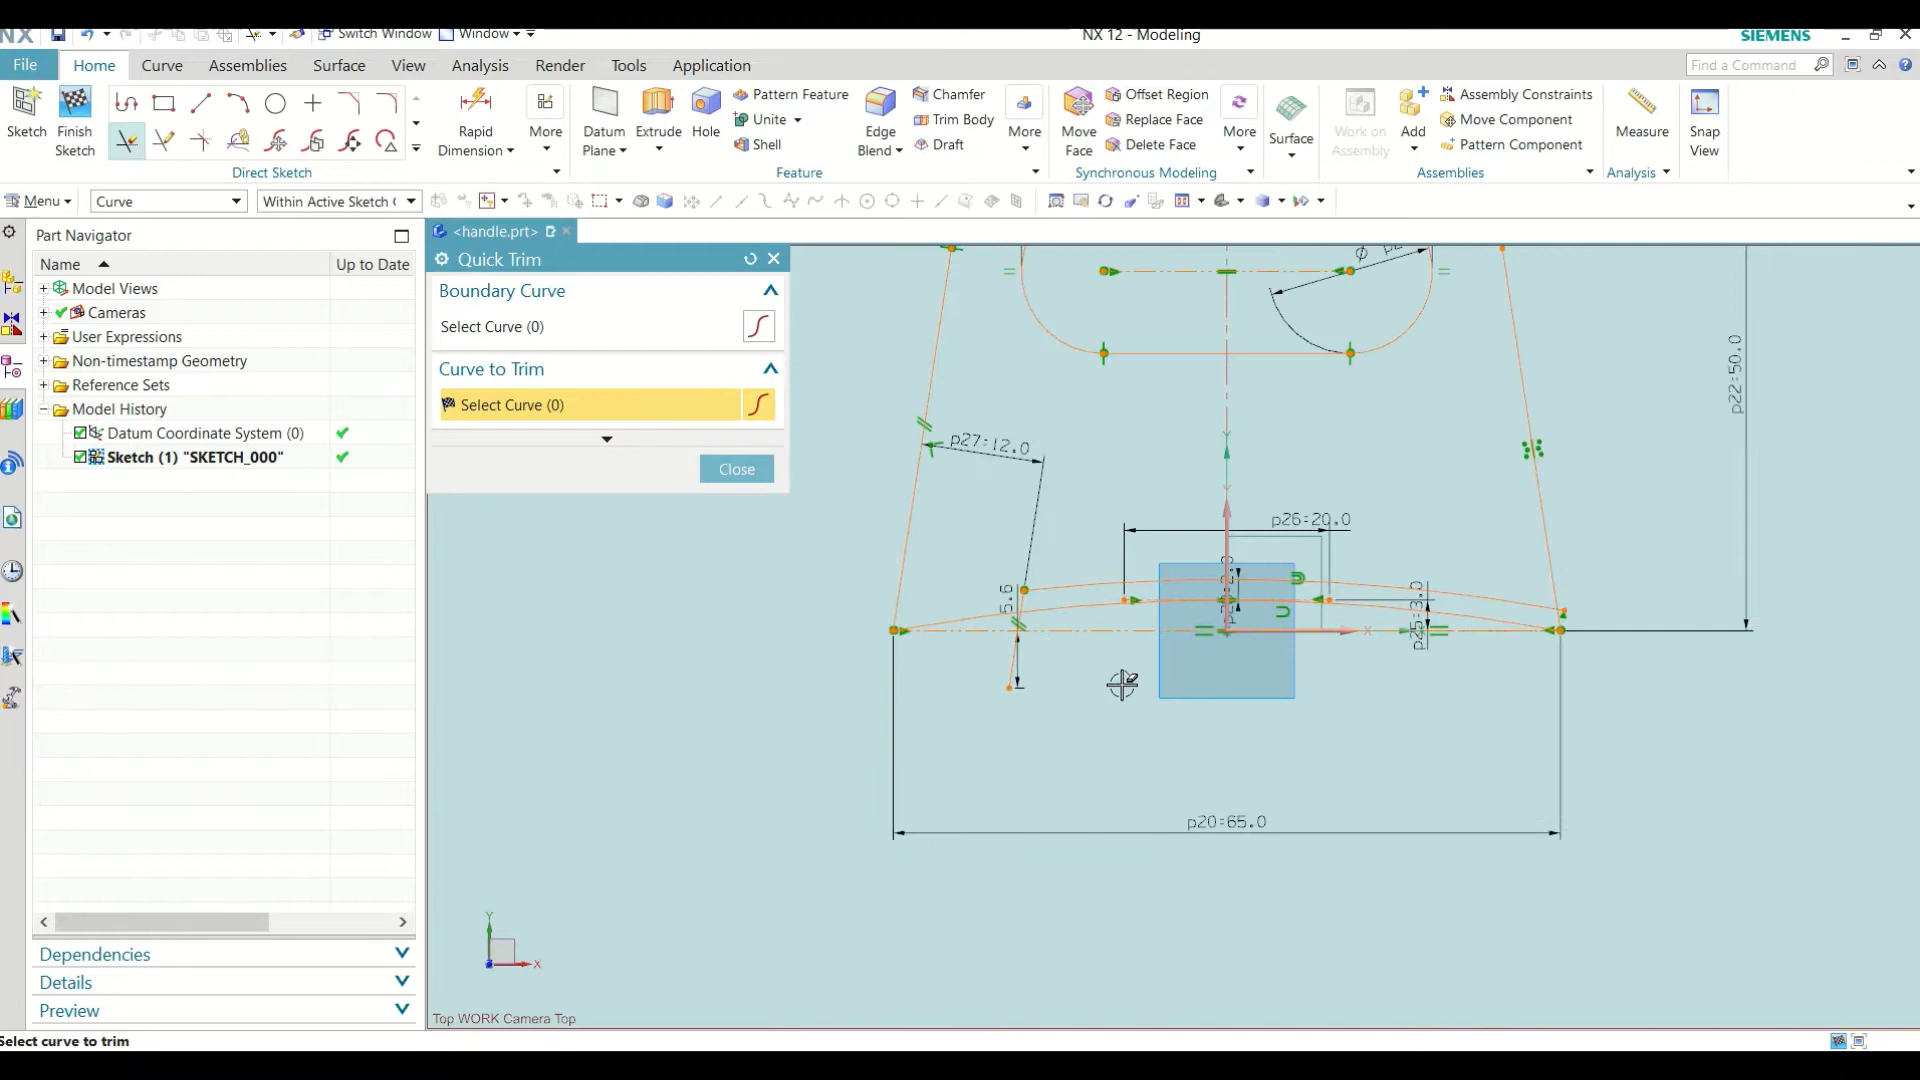 NX
Switch Window
Window
NX 12 - Modeling
SIEMENS
File
Home
Curve
Assemblies
Surface
View
Analysis
Render
Tools
Application
Find a Command
Sketch
Finish Sketch
Direct Sketch
Rapid Dimension
More
Datum Plane
Extrude
Hole
Pattern Feature
Unite
Shell
Edge Blend
Chamfer
Trim Body
Draft
More
Feature
Move Face
Offset Region
Replace Face
Delete Face
More
Synchronous Modeling
Surface
Work on Assembly
Add
Assembly Constraints
Move Component
Pattern Component
Assemblies
Measure
Analysis
Snap View
Menu
Curve
Within Active Sketch (
Part Navigator
Name
Up to Date
Model Views
Cameras
User Expressions
Non-timestamp Geometry
Reference Sets
Model History
Datum Coordinate System (0)
Sketch (1) "SKETCH_000"
Dependencies
Details
Preview
<handle.prt>
Quick Trim
Boundary Curve
Select Curve (0)
Curve to Trim
Select Curve (0)
Close
p22=50.0
p27=12.0
p26=20.0
5.6
p25=3.0
p20=65.0
Y
X
Y
X
Top WORK Camera Top
Select curve to trim